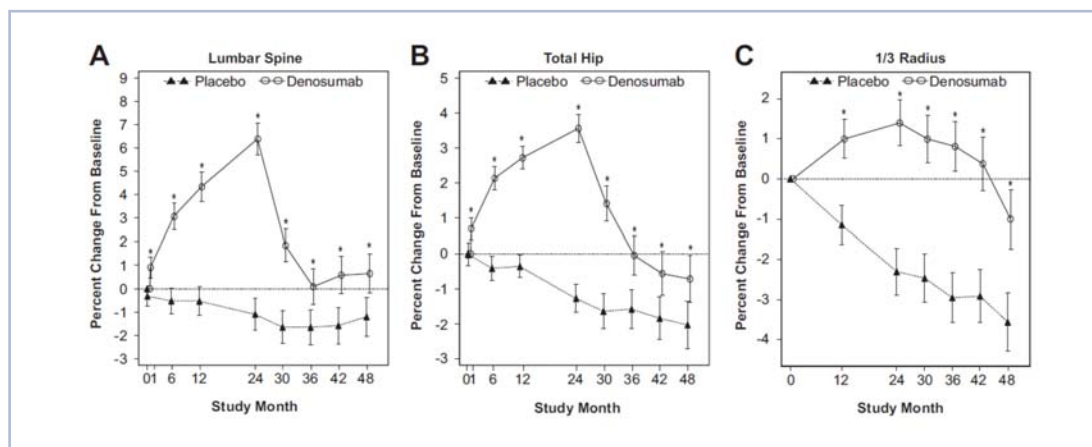 A
Lumbar Spine
Placebo Denosumab
Percent Change From Baseline
9
8
7
6
5
4
3
2
1
0
-1
-2
-3
* * * * * * * *
01 6 12 24 30 36 42 48
Study Month
B
Total Hip
Placebo Denosumab
Percent Change From Baseline
5
4
3
2
1
0
-1
-2
-3
* * * * * * * *
01 6 12 24 30 36 42 48
Study Month
C
1/3 Radius
Placebo Denosumab
Percent Change From Baseline
2
1
0
-1
-2
-3
-4
* * * * * *
0 12 24 30 36 42 48
Study Month